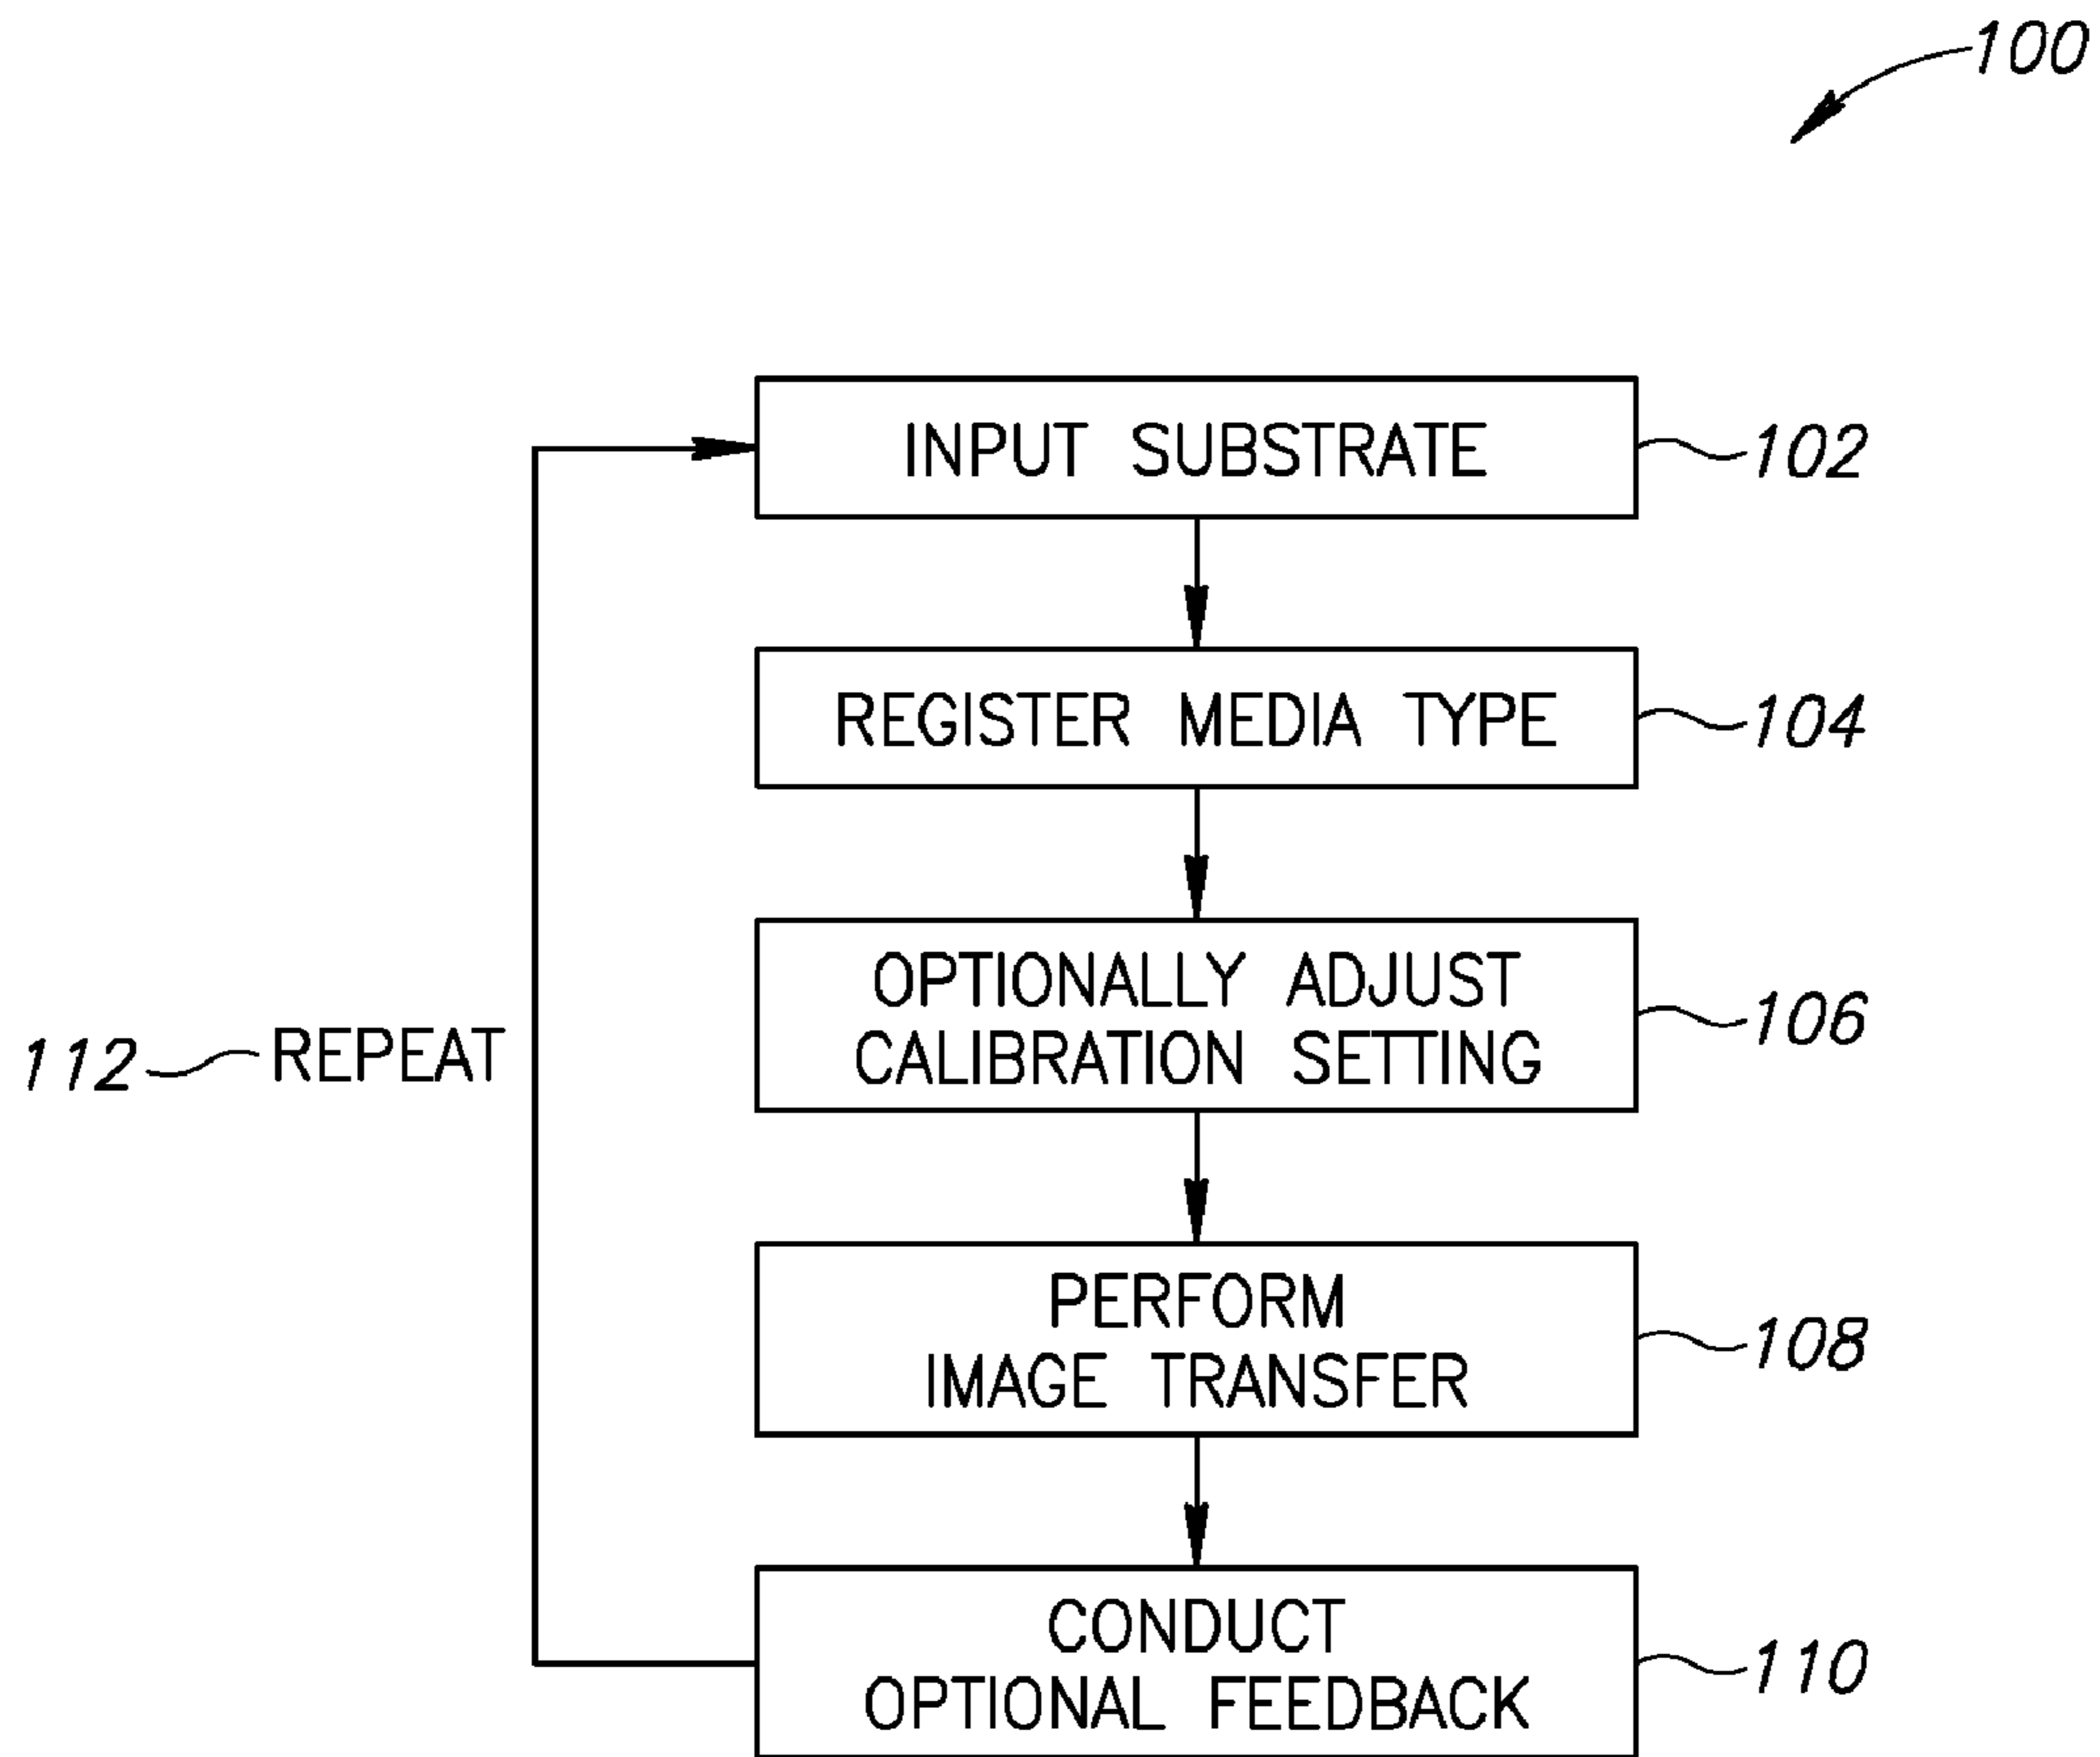 100
INPUT SUBSTRATE
102
REGISTER MEDIA TYPE
104
OPTIONALLY ADJUST
CALIBRATION SETTING
106
112
REPEAT
PERFORM
IMAGE TRANSFER
108
CONDUCT
OPTIONAL FEEDBACK
110